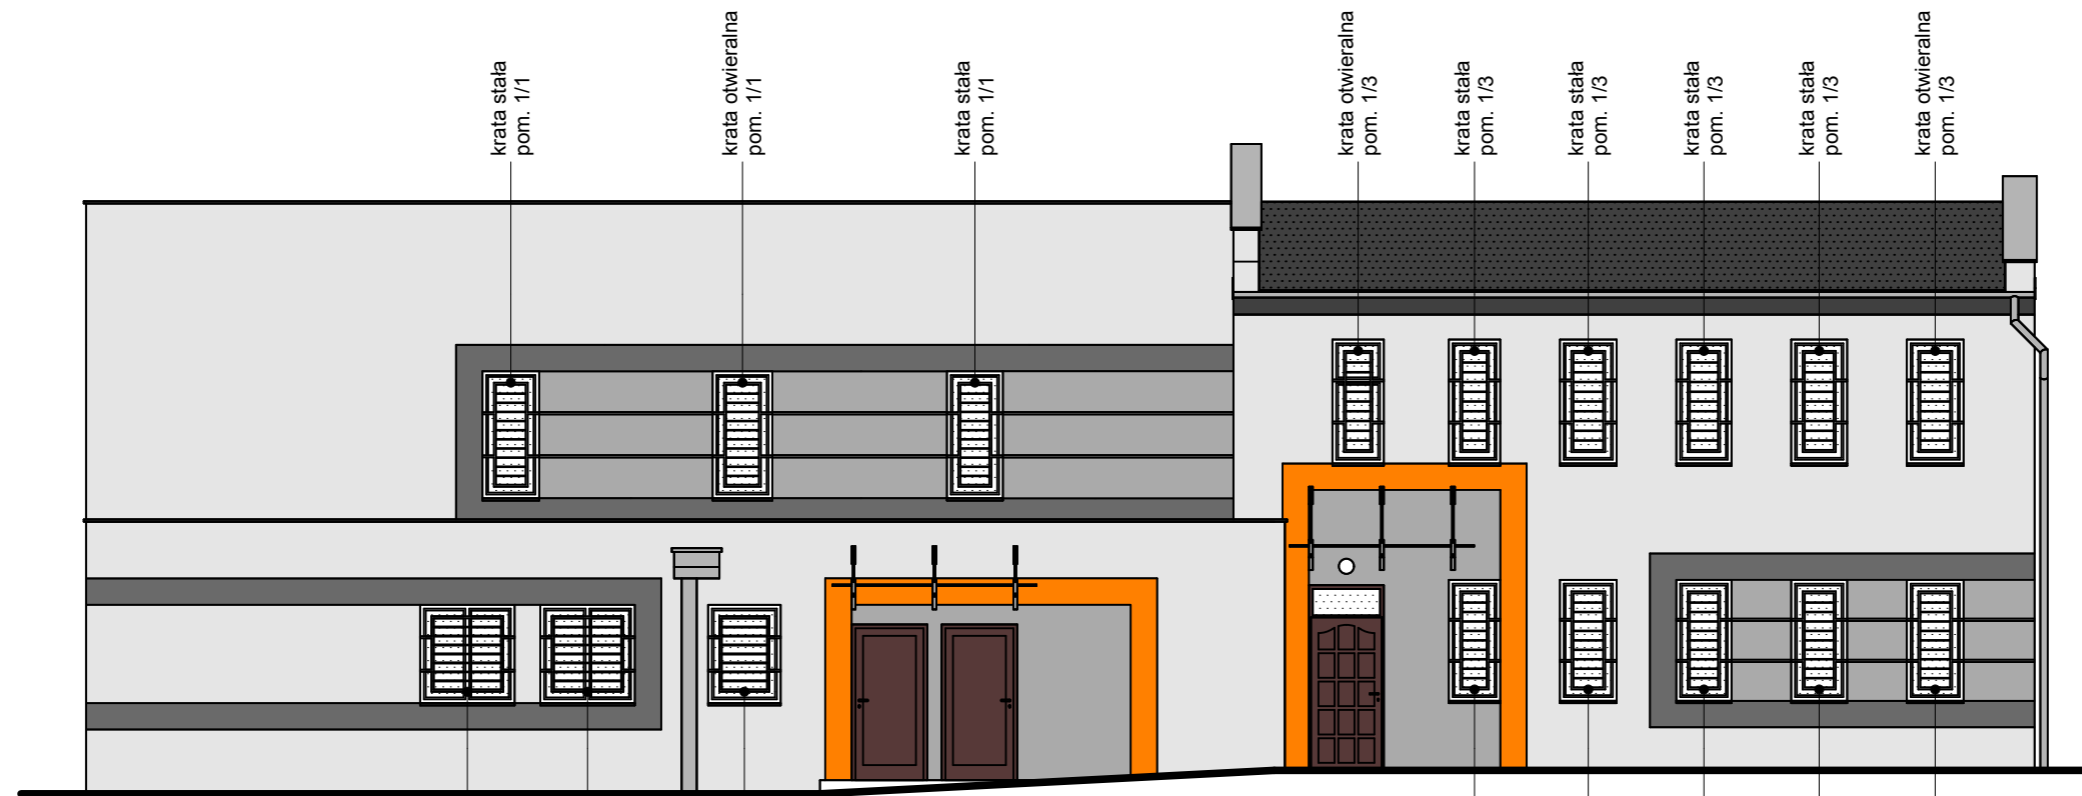 krata stała
pom. 1/1
krata otwieralna
pom. 1/1
krata stała
pom. 1/1
krata otwieralna
pom. 1/3
krata stała
pom. 1/3
krata stała
pom. 1/3
krata stała
pom. 1/3
krata stała
pom. 1/3
krata otwieralna
pom. 1/3